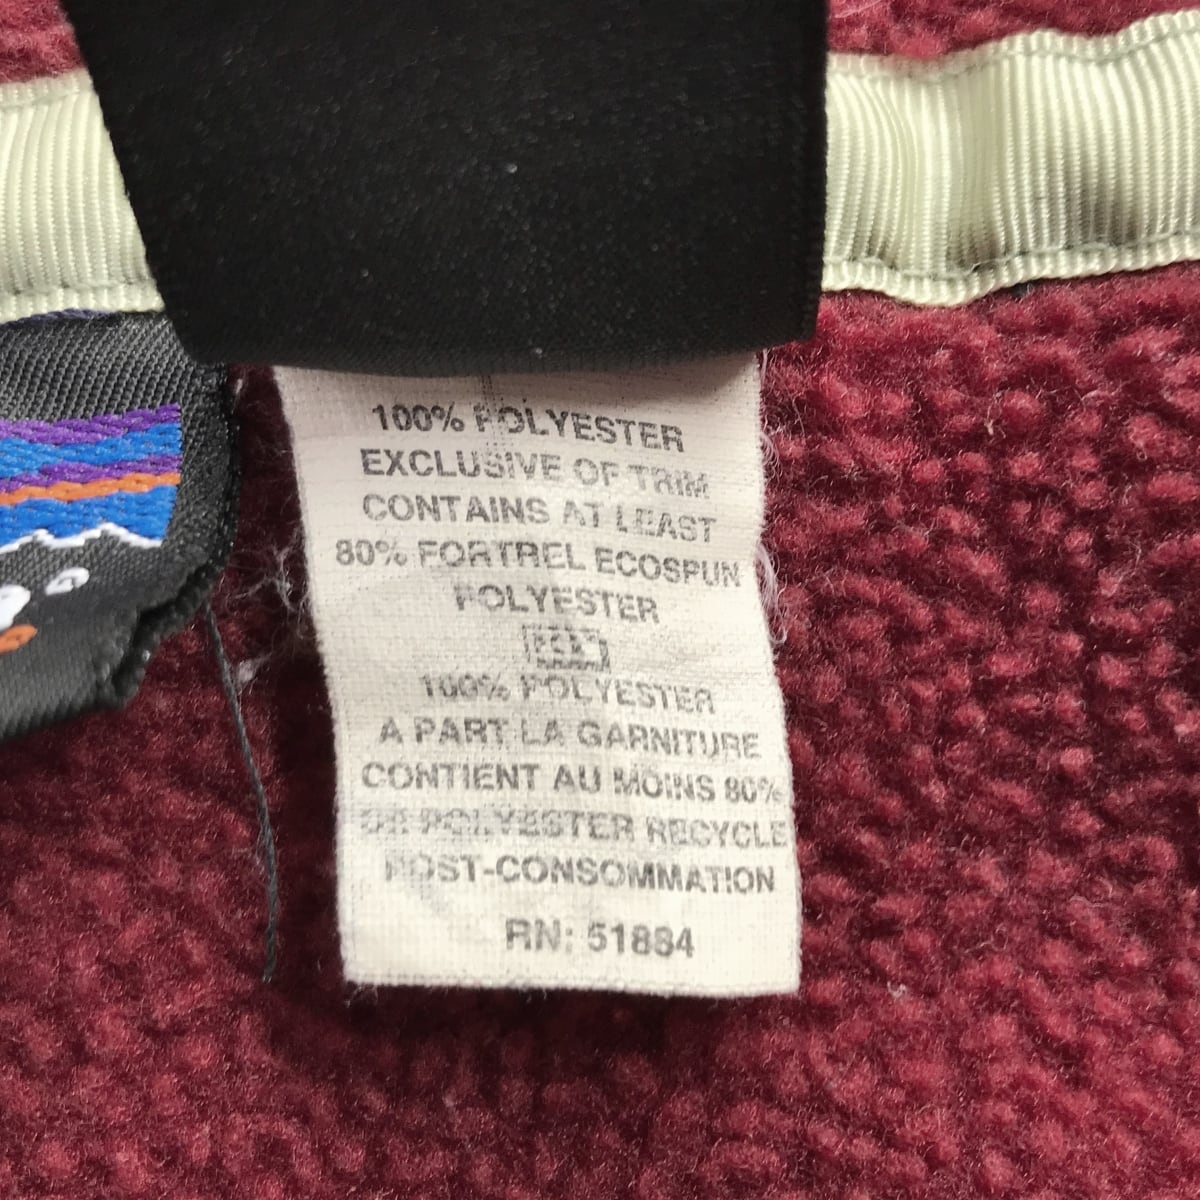 100% POLYESTER
EXCLUSIVE OF TRIM
CONTAINS AT LEAST
80% FORTREL ECOSPUN
POLYESTER
100% POLYESTER
A PART LA GARNITURE
CONTIENT AU MOINS 80%
DE POLYESTER RECYCLE
POST-CONSOMMATION
RN: 51884